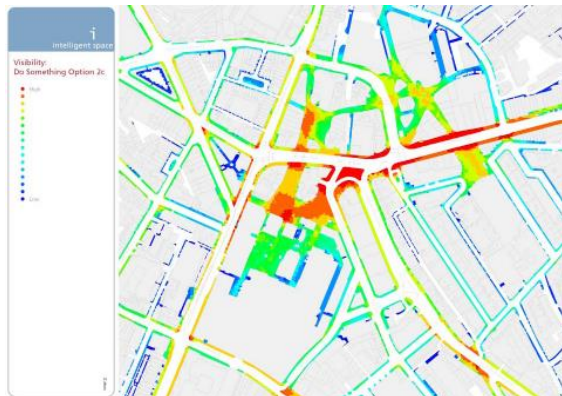 i
intelligent space
Visibility:
Do Something Option 2c
High
Low